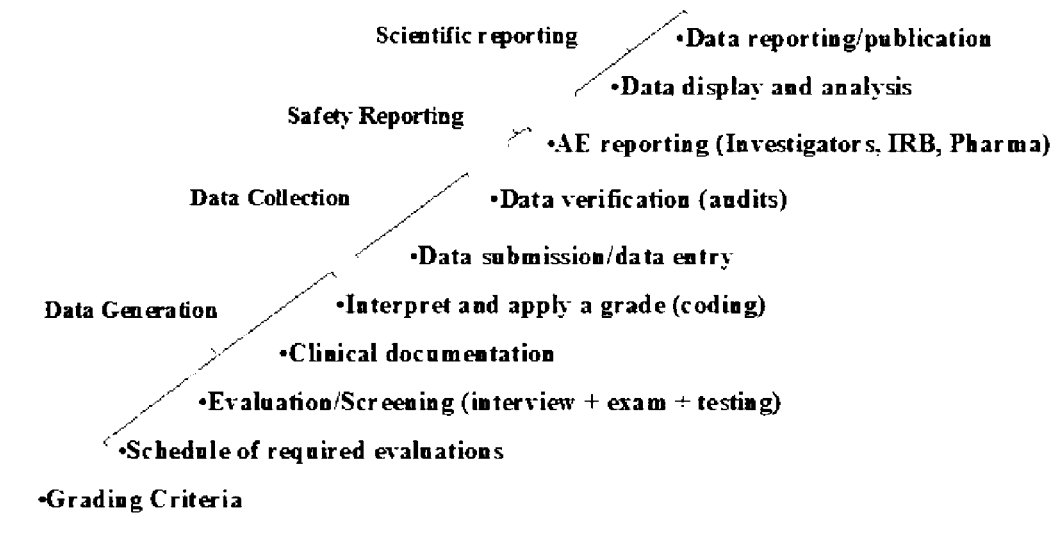 Scientific reporting
•Data reporting/publication
•Data display and analysis
Safety Reporting
•AE reporting (Investigators, IRB, Pharma)
Data Collection
•Data verification (audits)
•Data submission/data entry
Data Generation
•Interpret and apply a grade (coding)
•Clinical documentation
•Evaluation/Screening (interview + exam + testing)
•Schedule of required evaluations
•Grading Criteria